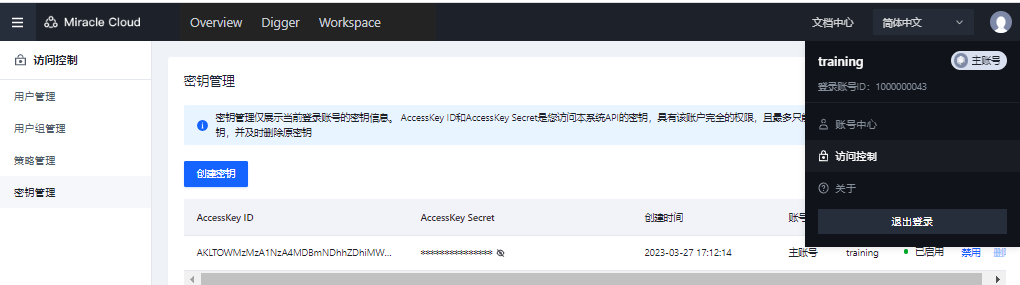 Miracle Cloud Overview Digger Workspace 文档中心 简体中文
访问控制
用户管理
用户组管理
策略管理
密钥管理
密钥管理
密钥管理仅展示当前登录账号的密钥信息。 AccessKey ID和AccessKey Secret是您访问本系统API的密钥，具有该账户完全的权限，且最多只能
钥，并及时删除原密钥
创建密钥
AccessKey ID AccessKey Secret 创建时间 账号
AKLTOWMzMzA1NzA4MDBmNDhhZDhiMW... *************** 2023-03-27 17:12:14 主账号 training 已启用 禁用 删
training 主账号
登录账号ID：1000000043
账号中心
访问控制
关于
退出登录